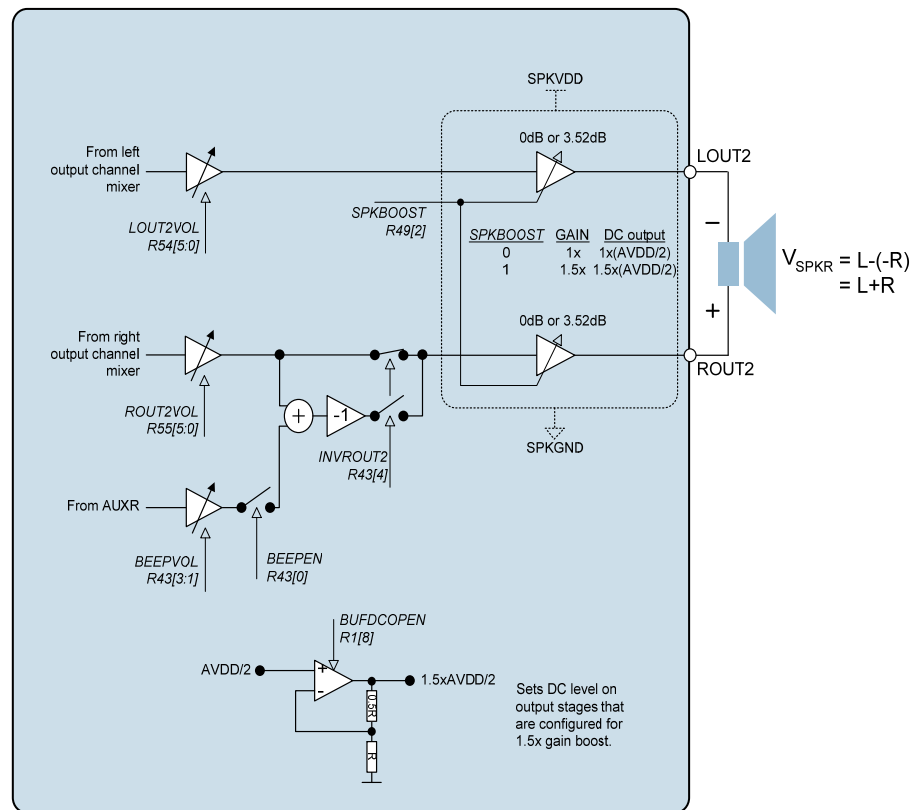 SPKVDD
0dB or 3.52dB
From left
output channel
mixer
LOUT2
LOUT2VOL
R54[5:0]
SPKBOOST
R49[2]
SPKBOOST GAIN DC output
0 1x 1x(AVDD/2)
1 1.5x 1.5x(AVDD/2)
−
+
VSPKR = L-(-R)
= L+R
0dB or 3.52dB
From right
output channel
mixer
ROUT2
ROUT2VOL
R55[5:0]
+
-1
INVROUT2
R43[4]
SPKGND
From AUXR
BEEPVOL
R43[3:1]
BEEPEN
R43[0]
BUFDCOPEN
R1[8]
AVDD/2
+
-
1.5xAVDD/2
0.5R
R
Sets DC level on
output stages that
are configured for
1.5x gain boost.